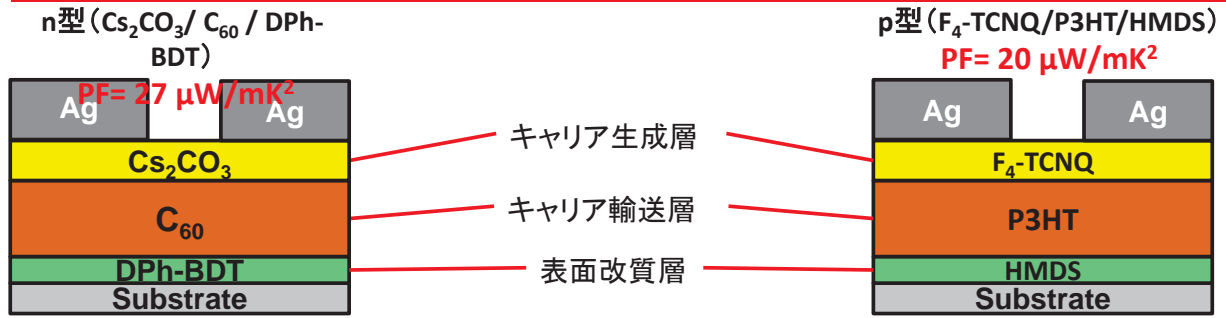 n型（Cs₂CO₃/ C₆₀ / DPh-
BDT）
PF= 27 μW/mK²
Ag
Ag
Cs₂CO₃
C₆₀
DPh-BDT
Substrate
キャリア生成層
キャリア輸送層
表面改質層
p型（F₄-TCNQ/P3HT/HMDS）
PF= 20 μW/mK²
Ag
Ag
F₄-TCNQ
P3HT
HMDS
Substrate